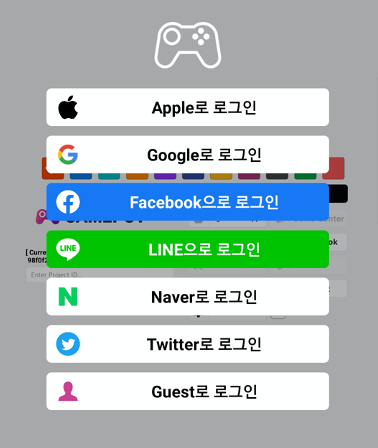 Apple로 로그인
Google로 로그인
Facebook으로 로그인
LINE
LINE으로 로그인
[ Curre
98f0f2
Enter Project ID
Naver로 로그인
Twitter로 로그인
Guest로 로그인